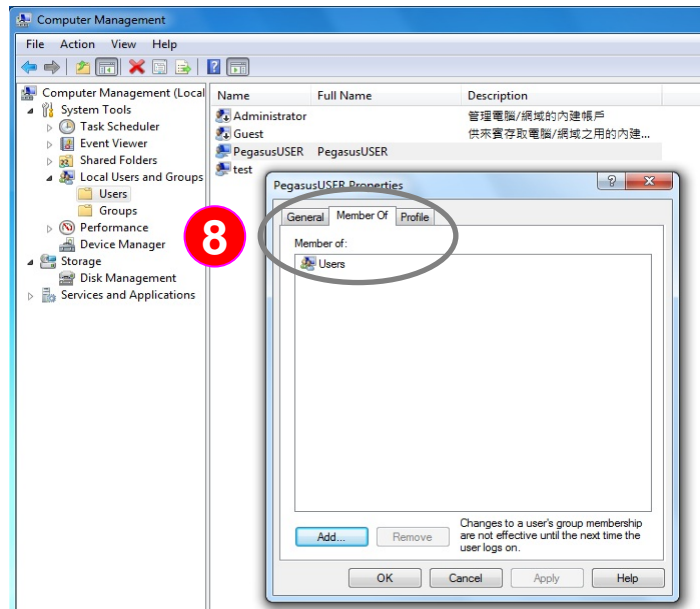 Computer Management
File Action View Help
Computer Management (Local
System Tools
Task Scheduler
Event Viewer
Shared Folders
Local Users and Groups
Users
Groups
Performance
Device Manager
Storage
Disk Management
Services and Applications
Name Full Name Description
Administrator 管理電腦/網域的內建帳戶
Guest 供來賓存取電腦/網域之用的內建...
PegasusUSER PegasusUSER
test
8
PegasusUSER Properties
General Member Of Profile
Member of:
Users
Add... Remove
Changes to a user's group membership
are not effective until the next time the
user logs on.
OK Cancel Apply Help